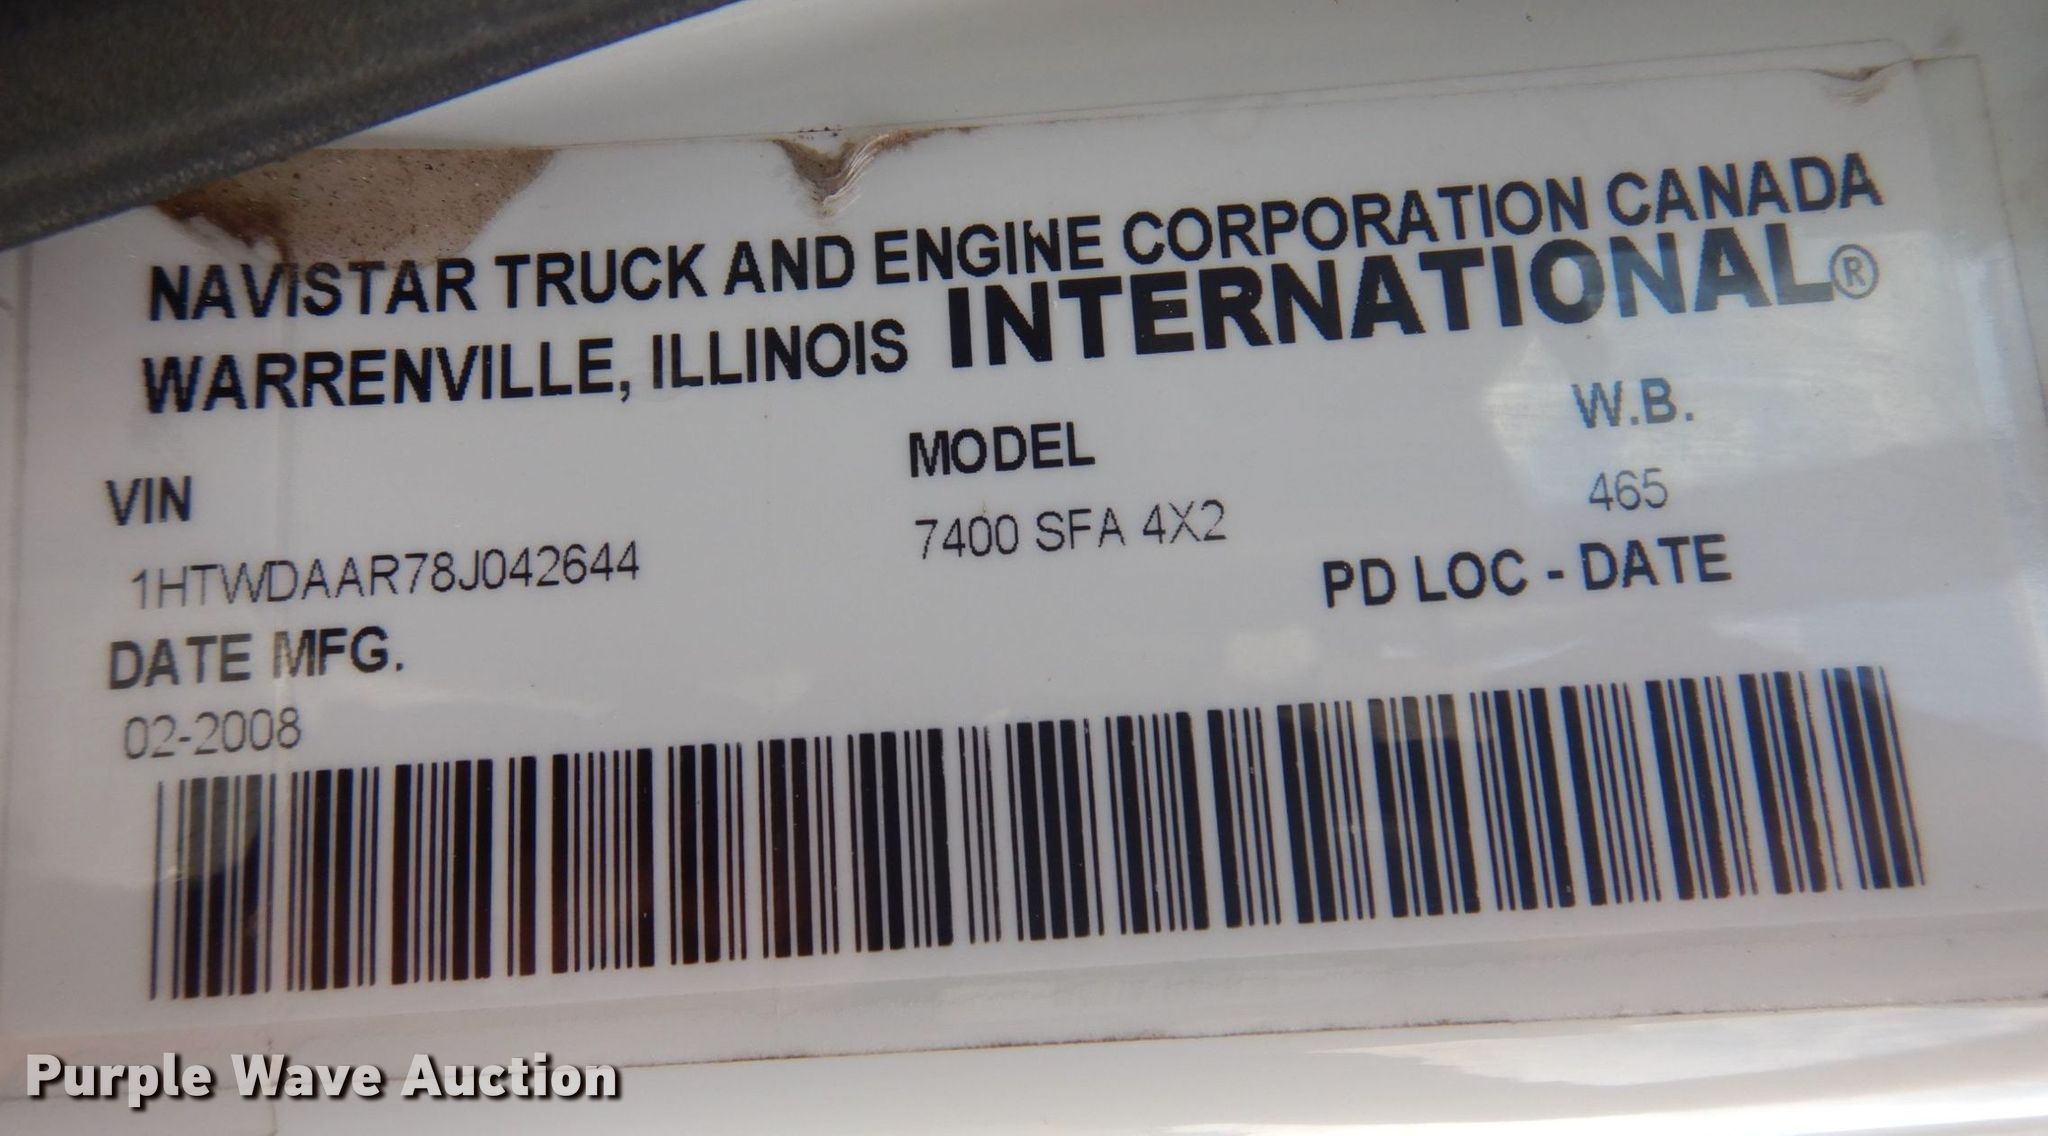 NAVISTAR TRUCK AND ENGINE CORPORATION CANADA
WARRENVILLE, ILLINOIS INTERNATIONAL®
VIN MODEL W.B.
1HTWDAAR78J042644 7400 SFA 4X2 465
DATE MFG. PD LOC - DATE
02-2008
Purple Wave Auction